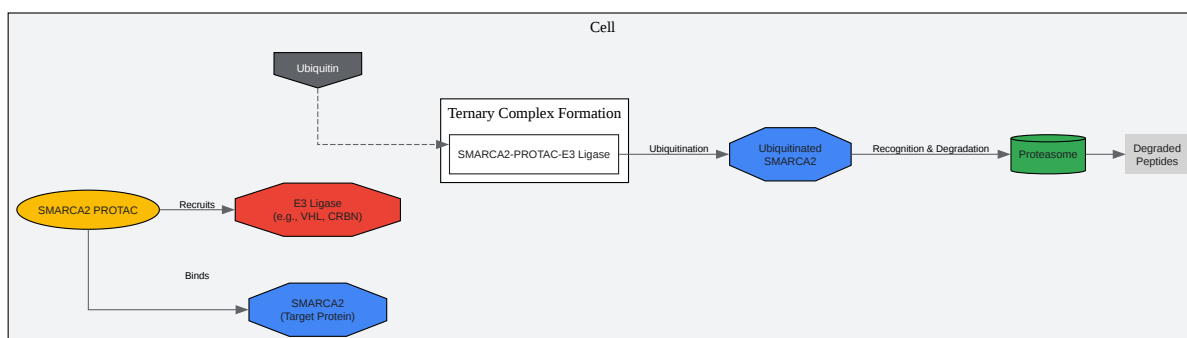 Cell
Ubiquitin
Ternary Complex Formation
SMARCA2-PROTAC-E3 Ligase
Ubiquitination
Ubiquitinated
SMARCA2
Recognition & Degradation
Proteasome
Degraded
Peptides
SMARCA2 PROTAC
Recruits
E3 Ligase
(e.g., VHL, CRBN)
Binds
SMARCA2
(Target Protein)